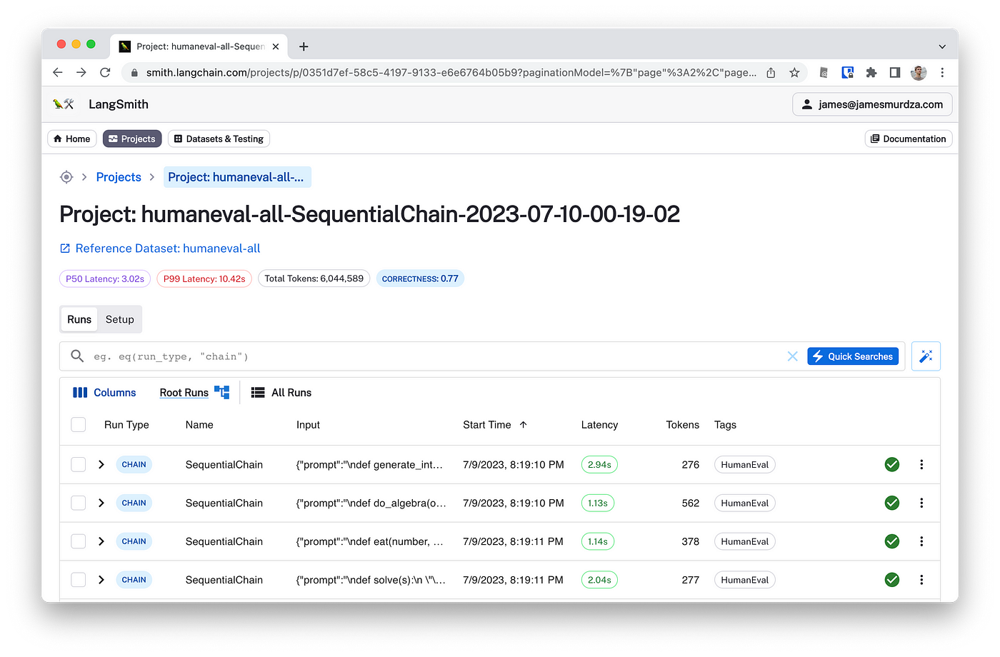 Project: humaneval-all-Sequen
smith.langchain.com/projects/p/0351d7ef-58c5-4197-9133-e6e6764b05b9?paginationModel=%7B"page"%3A2%2C"page...
LangSmith
james@jamesmurdza.com
Home
Projects
Datasets & Testing
Documentation
Projects
Project: humaneval-all-...
Project: humaneval-all-SequentialChain-2023-07-10-00-19-02
Reference Dataset: humaneval-all
P50 Latency: 3.02s
P99 Latency: 10.42s
Total Tokens: 6,044,589
CORRECTNESS: 0.77
Runs
Setup
eg. eq(run_type, "chain")
Quick Searches
Columns
Root Runs
All Runs
Run Type Name Input Start Time Latency Tokens Tags
CHAIN SequentialChain {"prompt":"\ndef generate_int... 7/9/2023, 8:19:10 PM 2.94s 276 HumanEval
CHAIN SequentialChain {"prompt":"\ndef do_algebra(o... 7/9/2023, 8:19:10 PM 1.13s 562 HumanEval
CHAIN SequentialChain {"prompt":"\ndef eat(number, ... 7/9/2023, 8:19:11 PM 1.14s 378 HumanEval
CHAIN SequentialChain {"prompt":"\ndef solve(s):\n \"\... 7/9/2023, 8:19:11 PM 2.04s 277 HumanEval